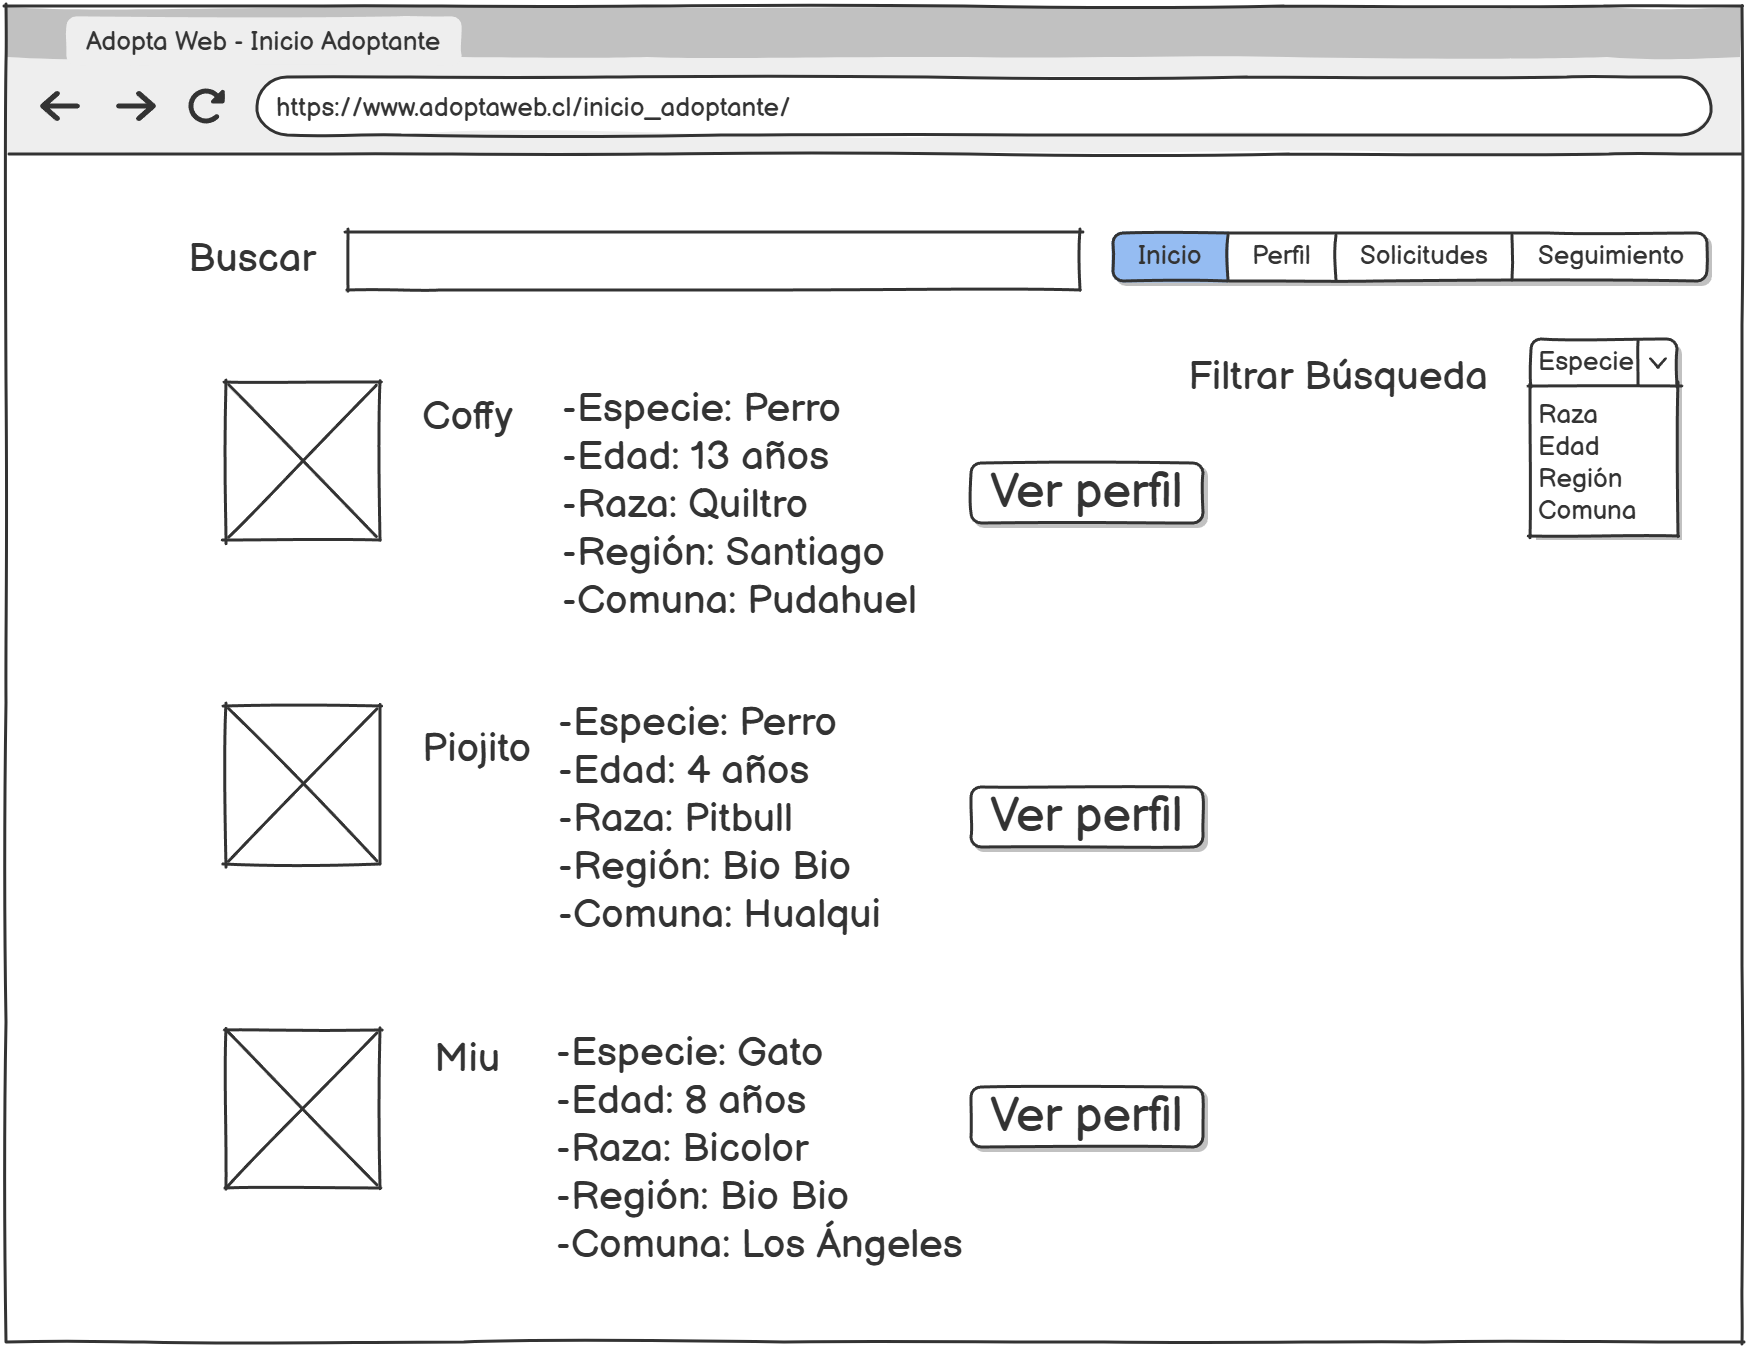 Adopta Web - Inicio Adoptante
https://www.adoptaweb.cl/inicio_adoptante/
Buscar
Inicio Perfil Solicitudes Seguimiento
Filtrar Búsqueda
Especie
Raza
Edad
Región
Comuna
Coffy
-Especie: Perro
-Edad: 13 años
-Raza: Quiltro
-Región: Santiago
-Comuna: Pudahuel
Ver perfil
Piojito
-Especie: Perro
-Edad: 4 años
-Raza: Pitbull
-Región: Bio Bio
-Comuna: Hualqui
Ver perfil
Miu
-Especie: Gato
-Edad: 8 años
-Raza: Bicolor
-Región: Bio Bio
-Comuna: Los Ángeles
Ver perfil